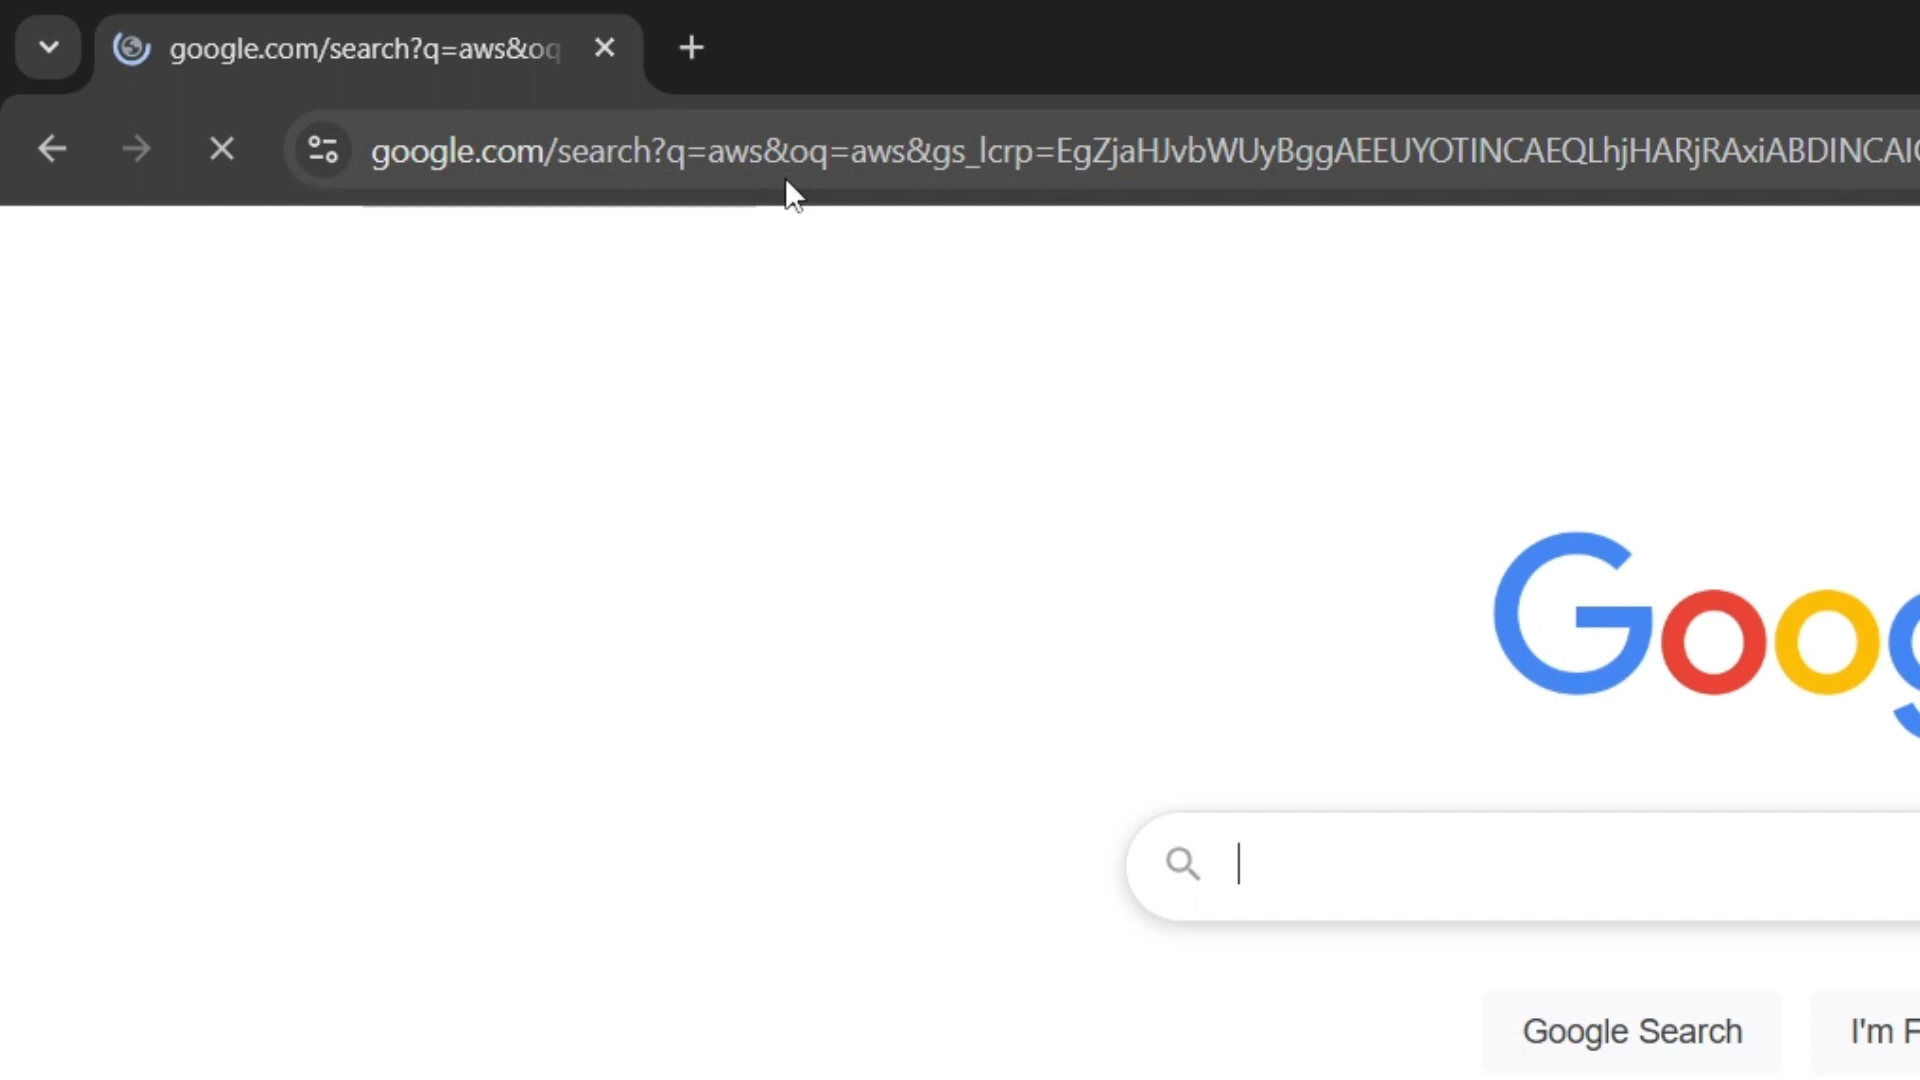 google.com/search?q=aws&oq
google.com/search?q=aws&oq=aws&gs_lcrp=EgZjaHJvbWUyBggAEEUYOTINCAEQLhjHARjRAxiABDINCAI
Goog
Google Search
I'm F